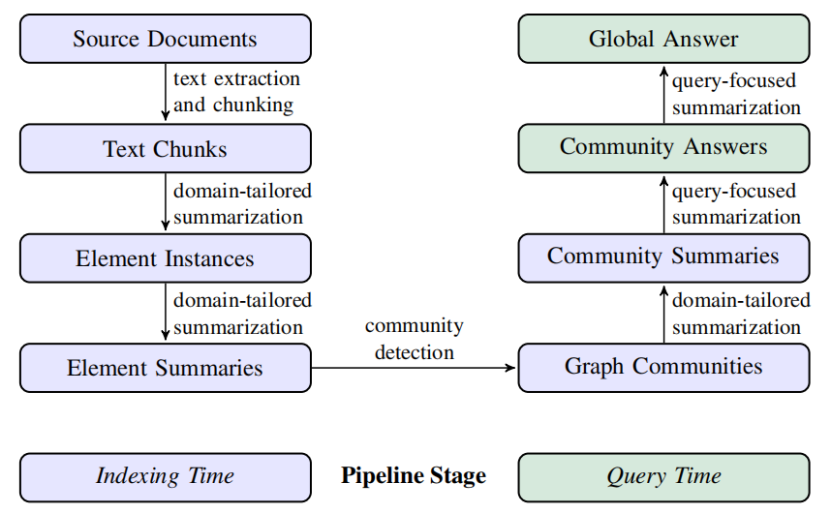 Source Documents
text extraction
and chunking
Text Chunks
domain-tailored
summarization
Element Instances
domain-tailored
summarization
Element Summaries
community
detection
Graph Communities
domain-tailored
summarization
Community Summaries
query-focused
summarization
Community Answers
query-focused
summarization
Global Answer
Indexing Time
Pipeline Stage
Query Time